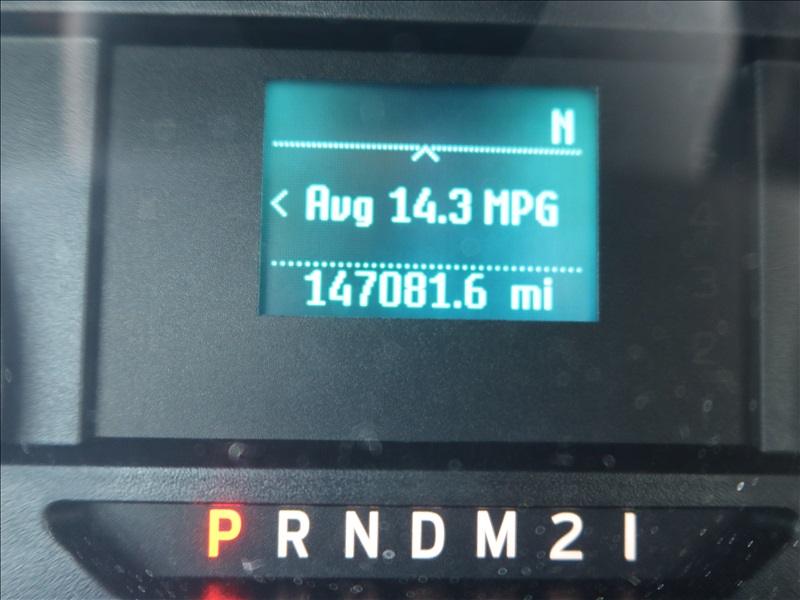 N
< Avg 14.3 MPG
147081.6 mi
P R N D M 2 1